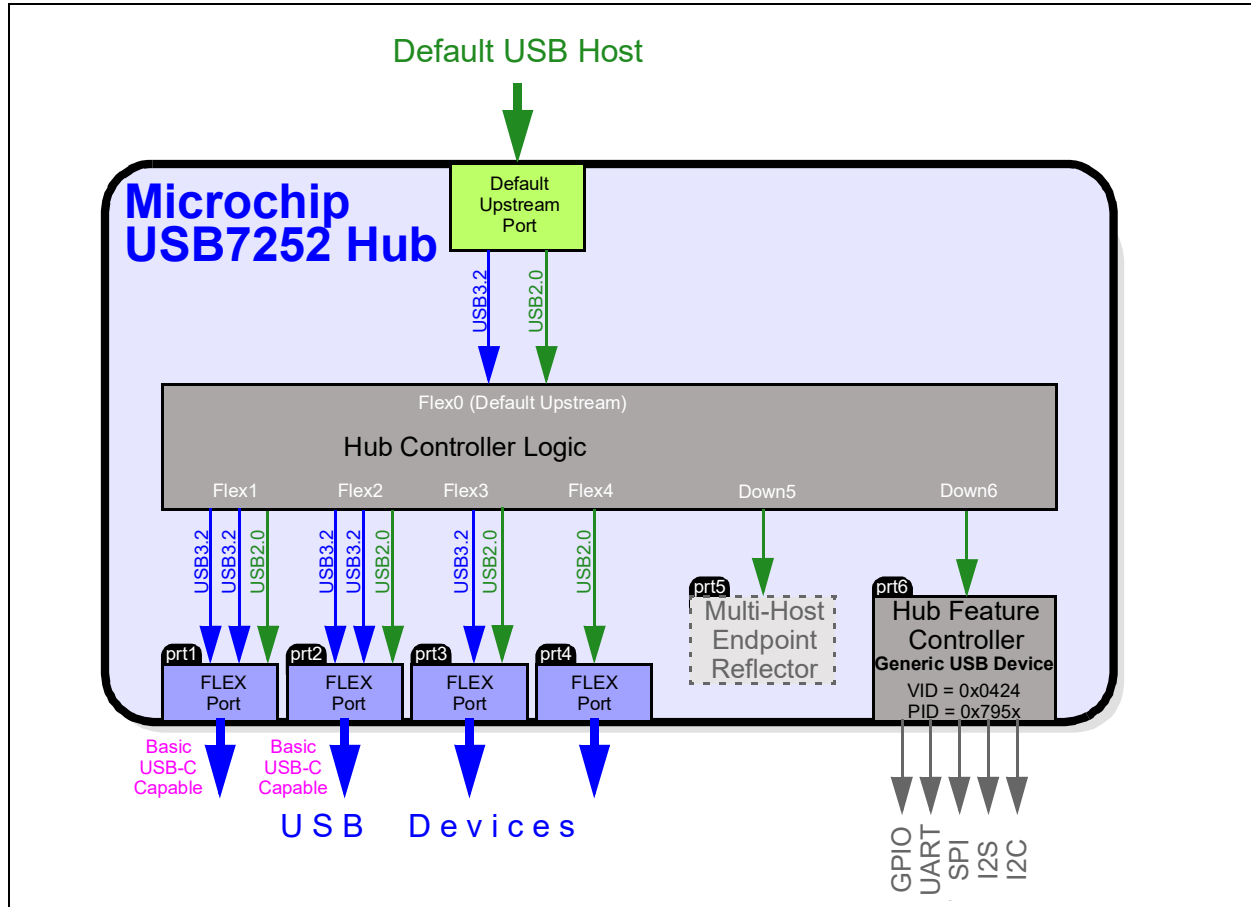 Default USB Host
Microchip
USB7252 Hub
Default
Upstream
Port
USB3.2
USB2.0
Flex0 (Default Upstream)
Hub Controller Logic
Flex1
Flex2
Flex3
Flex4
Down5
Down6
USB3.2
USB3.2
USB2.0
USB3.2
USB3.2
USB2.0
USB3.2
USB2.0
USB2.0
prt1
FLEX
Port
prt2
FLEX
Port
prt3
FLEX
Port
prt4
FLEX
Port
prt5
Multi-Host
Endpoint
Reflector
prt6
Hub Feature
Controller
Generic USB Device
VID = 0x0424
PID = 0x795x
Basic
USB-C
Capable
Basic
USB-C
Capable
USB Devices
GPIO
UART
SPI
I2S
I2C